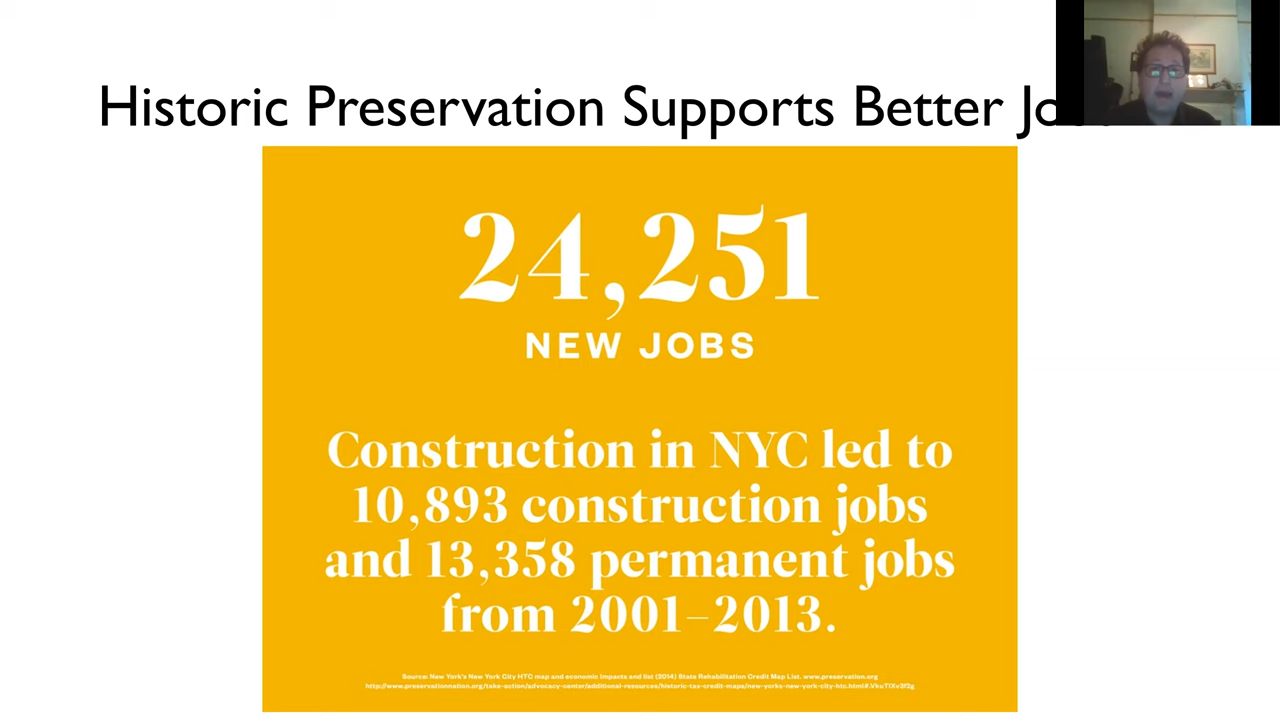 Historic Preservation Supports Better
24,251
NEW JOBS
Construction in NYC led to
10,893 construction jobs
and 13,358 permanent jobs
from 2001–2013.
Source: New York's New York City HTC map and economic impacts and list (2014) State Rehabilitation Credit Map List. www.preservation.org
http://www.preservationnation.org/take-action/advocacy-center/additional-resources/historic-tax-credit-maps/new-yorks-new-york-city-htc.html#.VkuTIXv3f2g